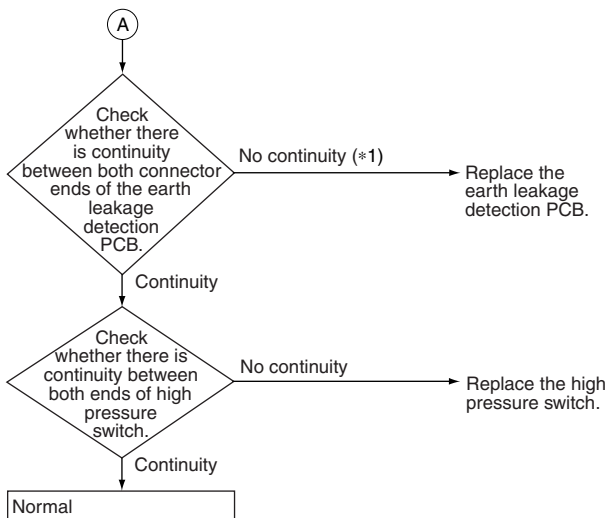 A
Check
whether there
is continuity
between both connector
ends of the earth
leakage
detection
PCB.
No continuity (*1)
Replace the
earth leakage
detection PCB.
Continuity
Check
whether there is
continuity between
both ends of high
pressure
switch.
No continuity
Replace the high
pressure switch.
Continuity
Normal